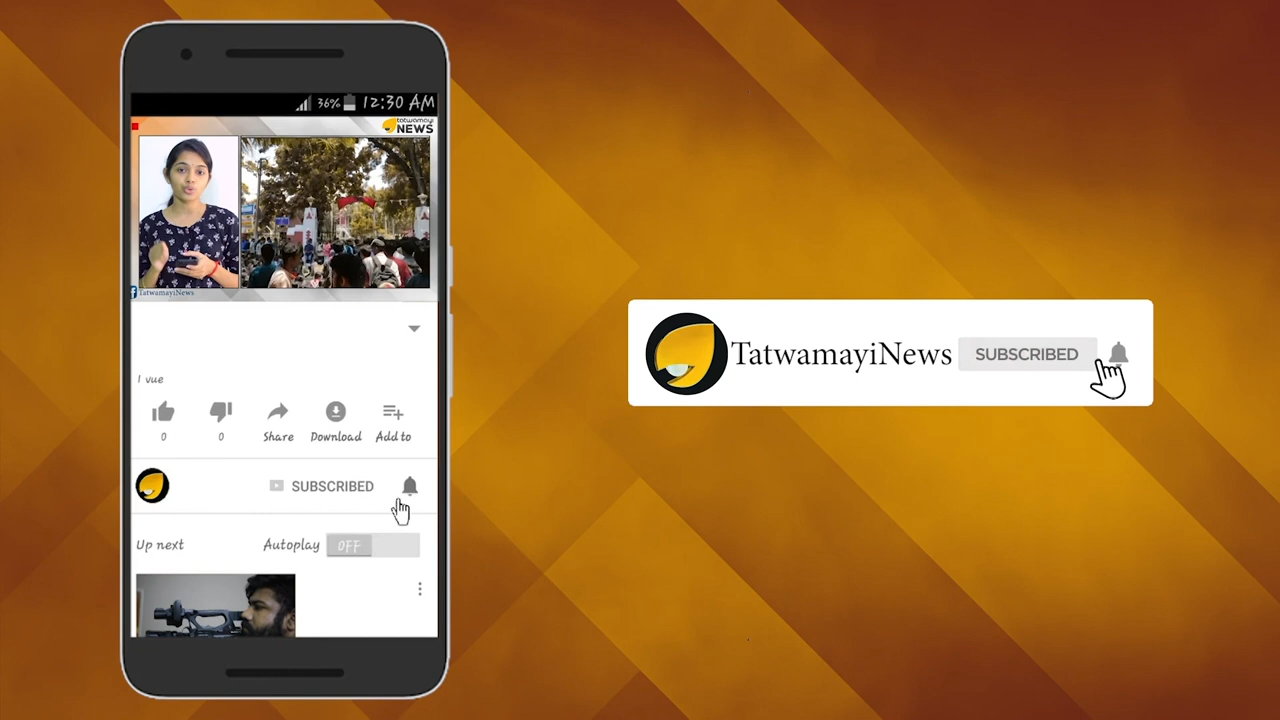 36% 12:30 AM
tatwamayi
NEWS
TatwamayiNews
1 vue
0 0 Share Download Add to
SUBSCRIBED
Up next Autoplay OFF
TatwamayiNews SUBSCRIBED